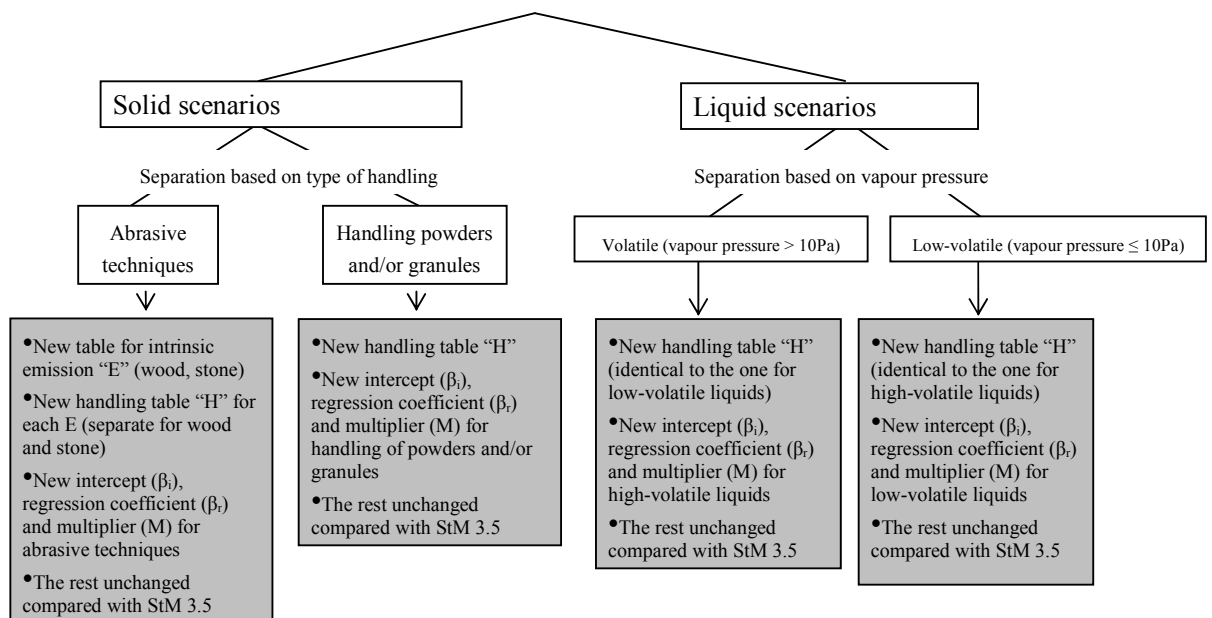 Solid scenarios
Liquid scenarios
Separation based on type of handling
Separation based on vapour pressure
Abrasive
techniques
Handling powders
and/or granules
Volatile (vapour pressure > 10Pa)
Low-volatile (vapour pressure ≤ 10Pa)
•New table for intrinsic
emission “E” (wood, stone)
•New handling table “H” for
each E (separate for wood
and stone)
•New intercept (βᵢ),
regression coefficient (βᵣ)
and multiplier (M) for
abrasive techniques
•The rest unchanged
compared with StM 3.5
•New handling table “H”
•New intercept (βᵢ),
regression coefficient (βᵣ)
and multiplier (M) for
handling of powders and/or
granules
•The rest unchanged
compared with StM 3.5
•New handling table “H”
(identical to the one for
low-volatile liquids)
•New intercept (βᵢ),
regression coefficient (βᵣ)
and multiplier (M) for
high-volatile liquids
•The rest unchanged
compared with StM 3.5
•New handling table “H”
(identical to the one for
high-volatile liquids)
•New intercept (βᵢ),
regression coefficient (βᵣ)
and multiplier (M) for
low-volatile liquids
•The rest unchanged
compared with StM 3.5